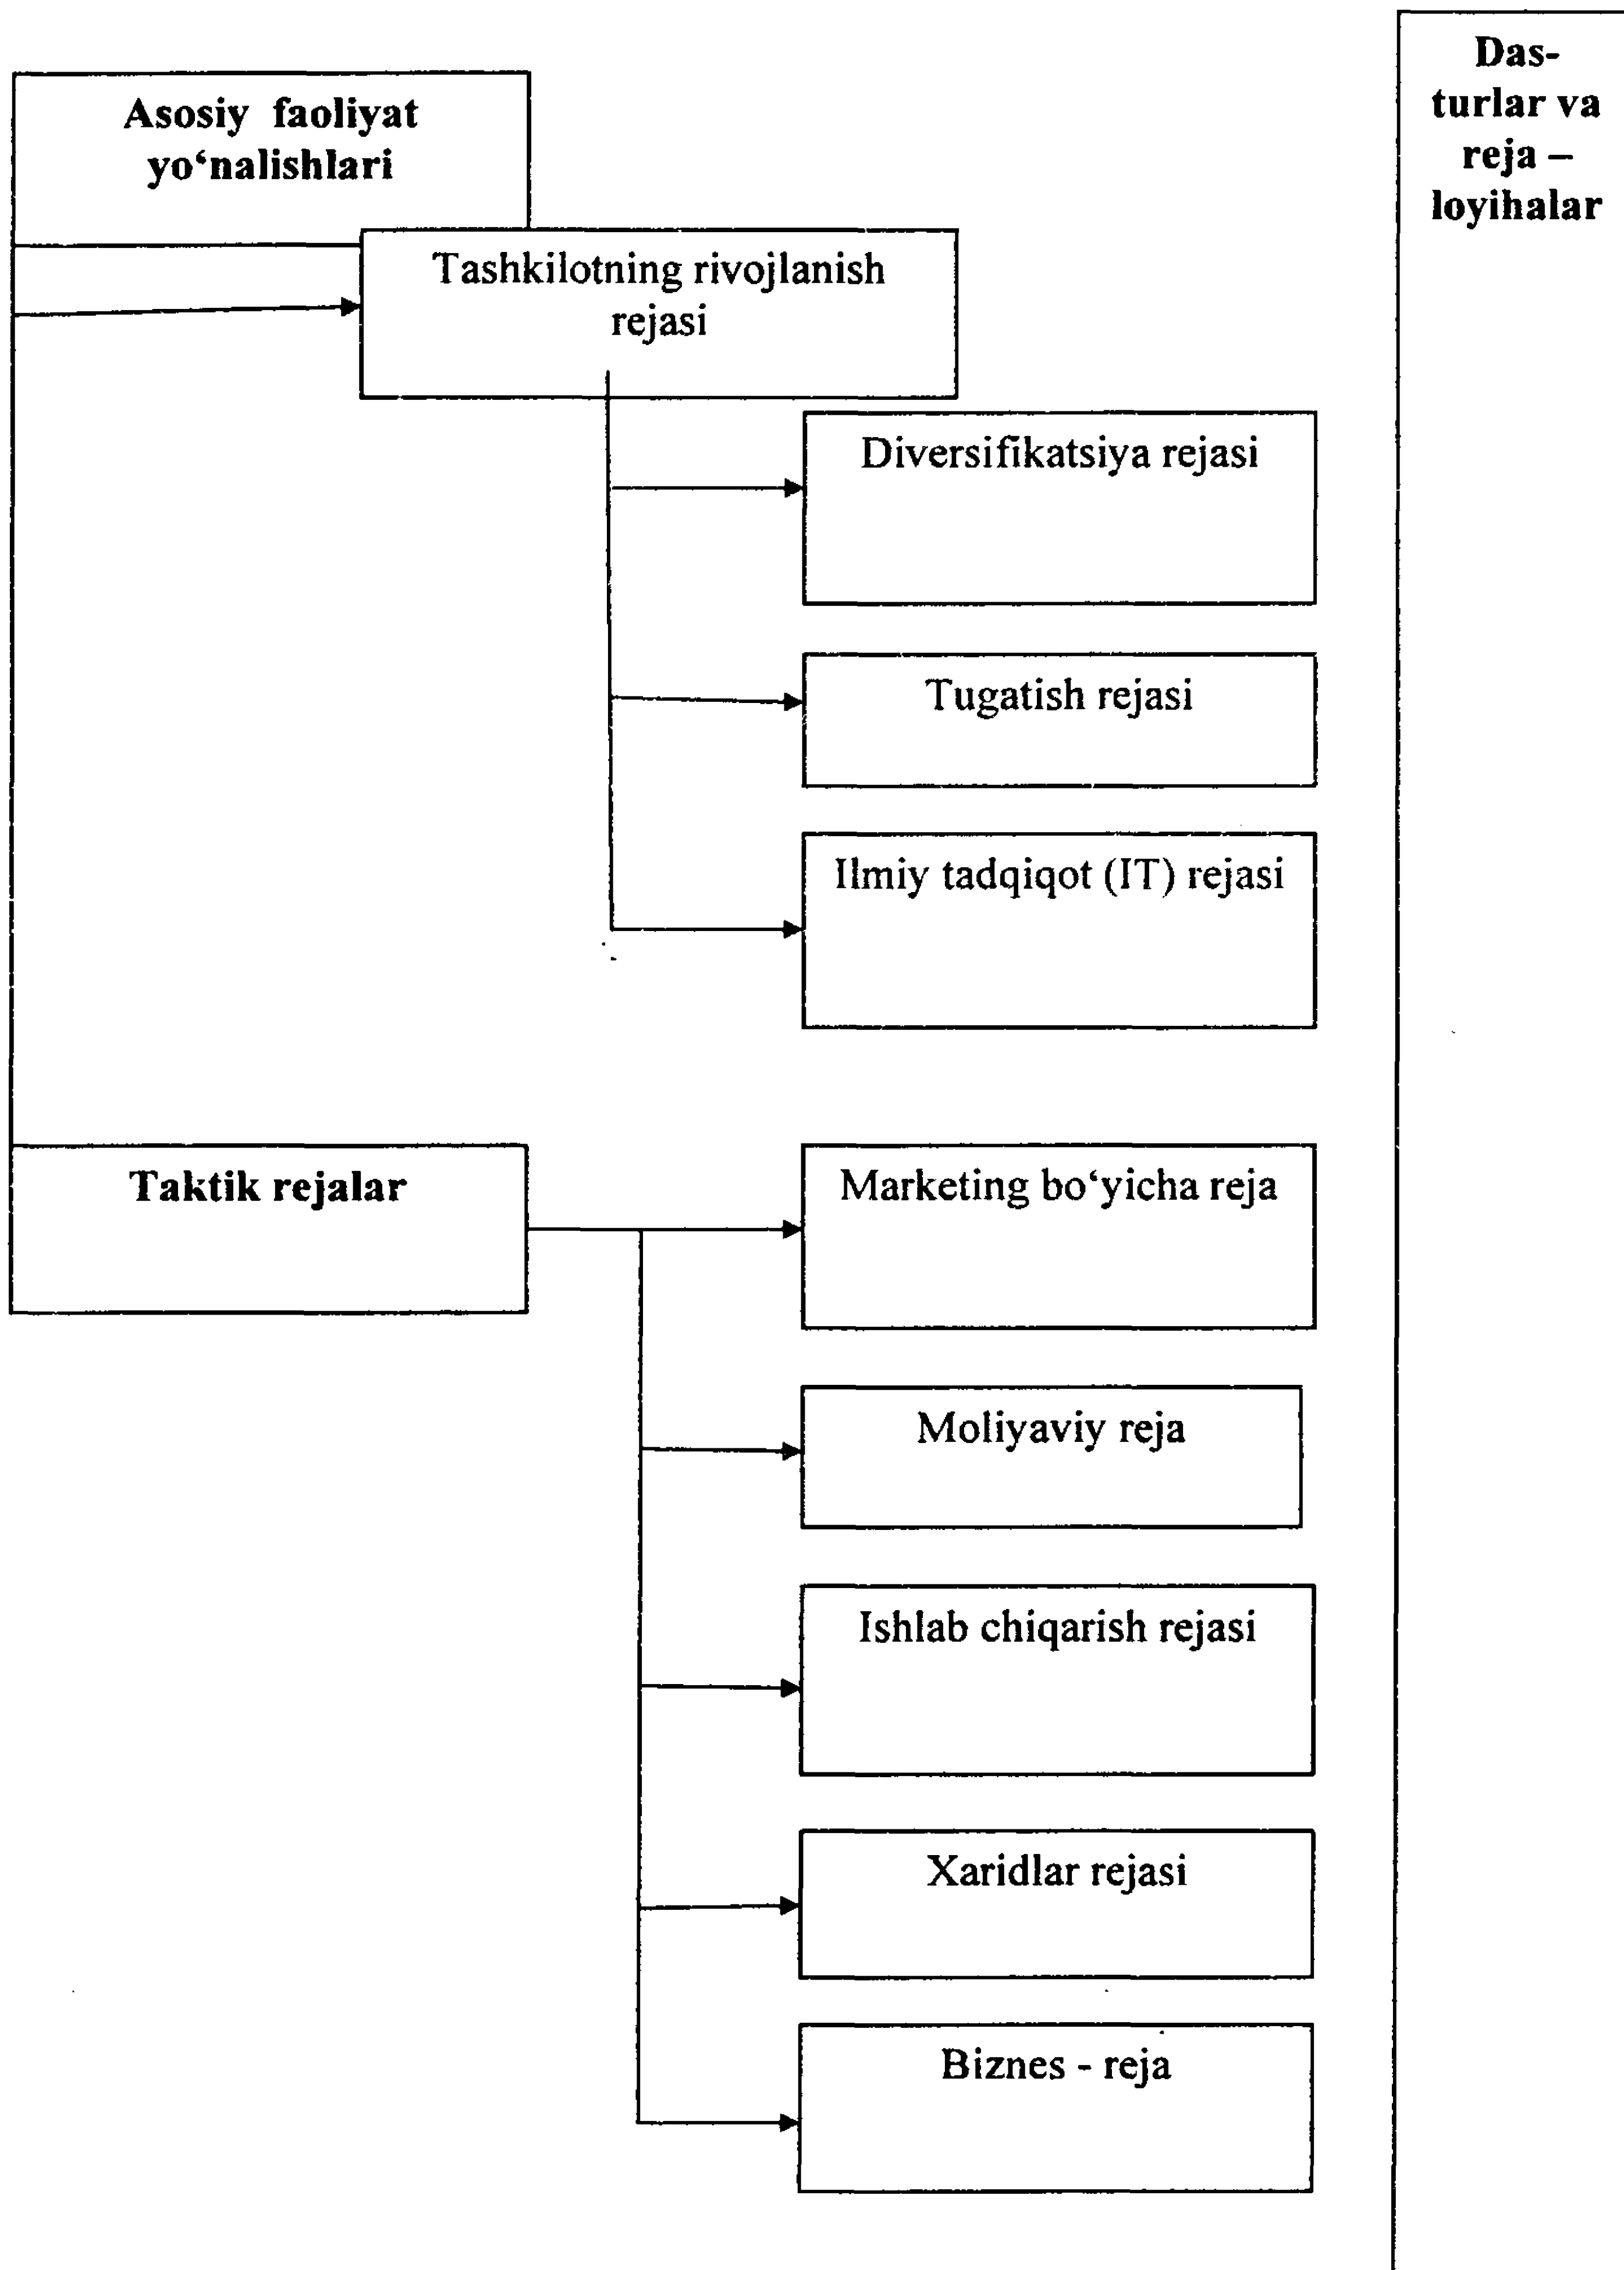 Asosiy faoliyat
yo‘nalishlari
Das-
turlar va
reja –
loyihalar
Tashkilotning rivojlanish
rejasi
Diversifikatsiya rejasi
Tugatish rejasi
Ilmiy tadqiqot (IT) rejasi
Taktik rejalar
Marketing bo‘yicha reja
Moliyaviy reja
Ishlab chiqarish rejasi
Xaridlar rejasi
Biznes - reja